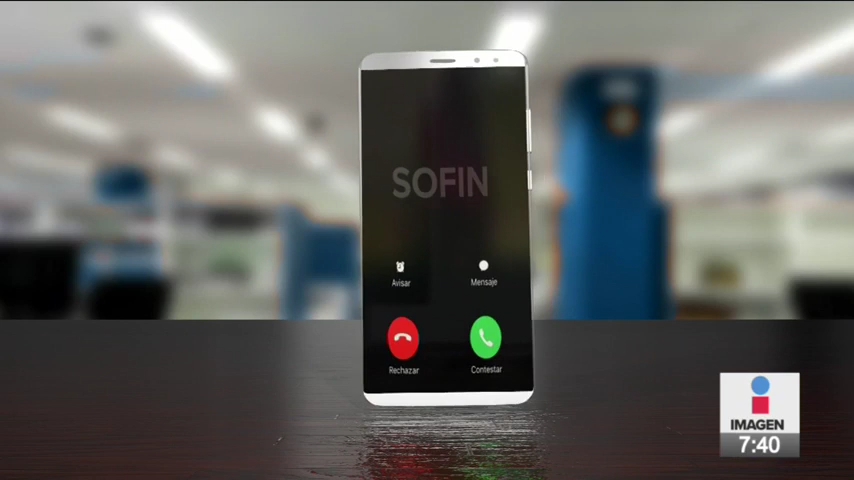 SOFIN
Avisar
Mensaje
Rechazar
Contestar
IMAGEN
7:40